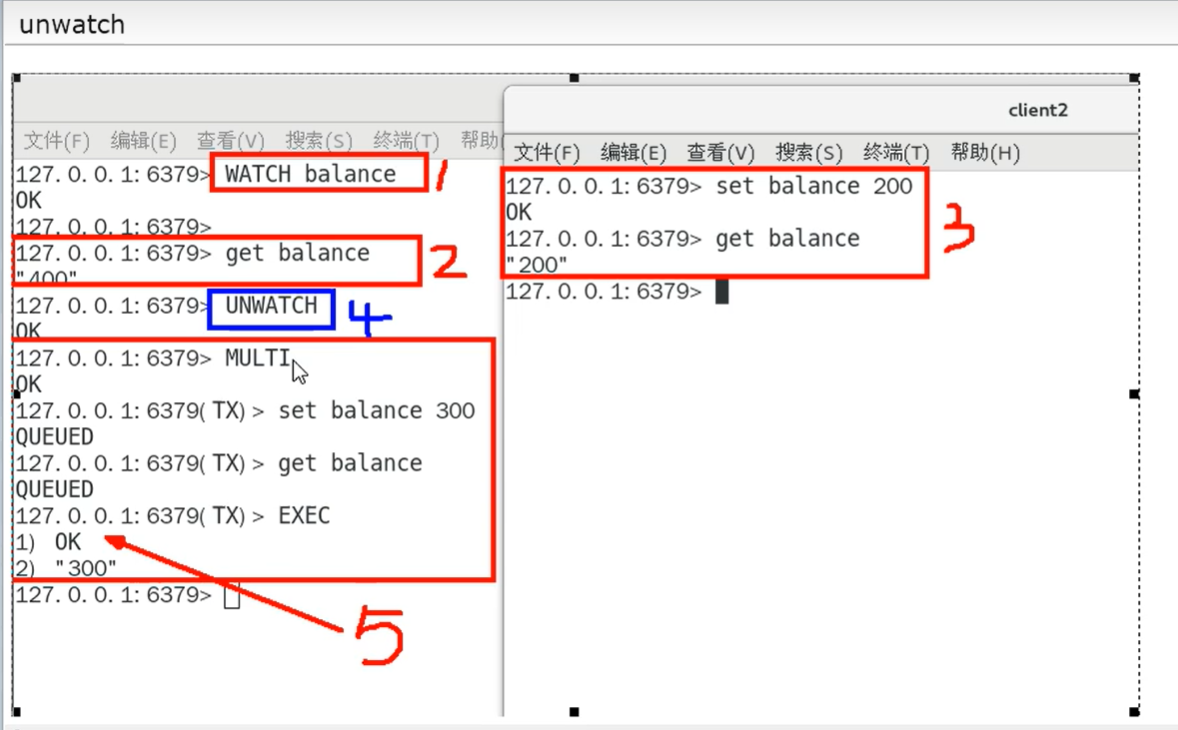 unwatch
文件(F) 编辑(E) 查看(V) 搜索(S) 终端(T) 帮助(
127.0.0.1:6379> WATCH balance
OK
127.0.0.1:6379>
127.0.0.1:6379> get balance
"400"
127.0.0.1:6379> UNWATCH
OK
127.0.0.1:6379> MULTI
OK
127.0.0.1:6379(TX)> set balance 300
QUEUED
127.0.0.1:6379(TX)> get balance
QUEUED
127.0.0.1:6379(TX)> EXEC
1) OK
2) "300"
127.0.0.1:6379>
1
2
4
5
client2
文件(F) 编辑(E) 查看(V) 搜索(S) 终端(T) 帮助(H)
127.0.0.1:6379> set balance 200
OK
127.0.0.1:6379> get balance
"200"
127.0.0.1:6379>
3